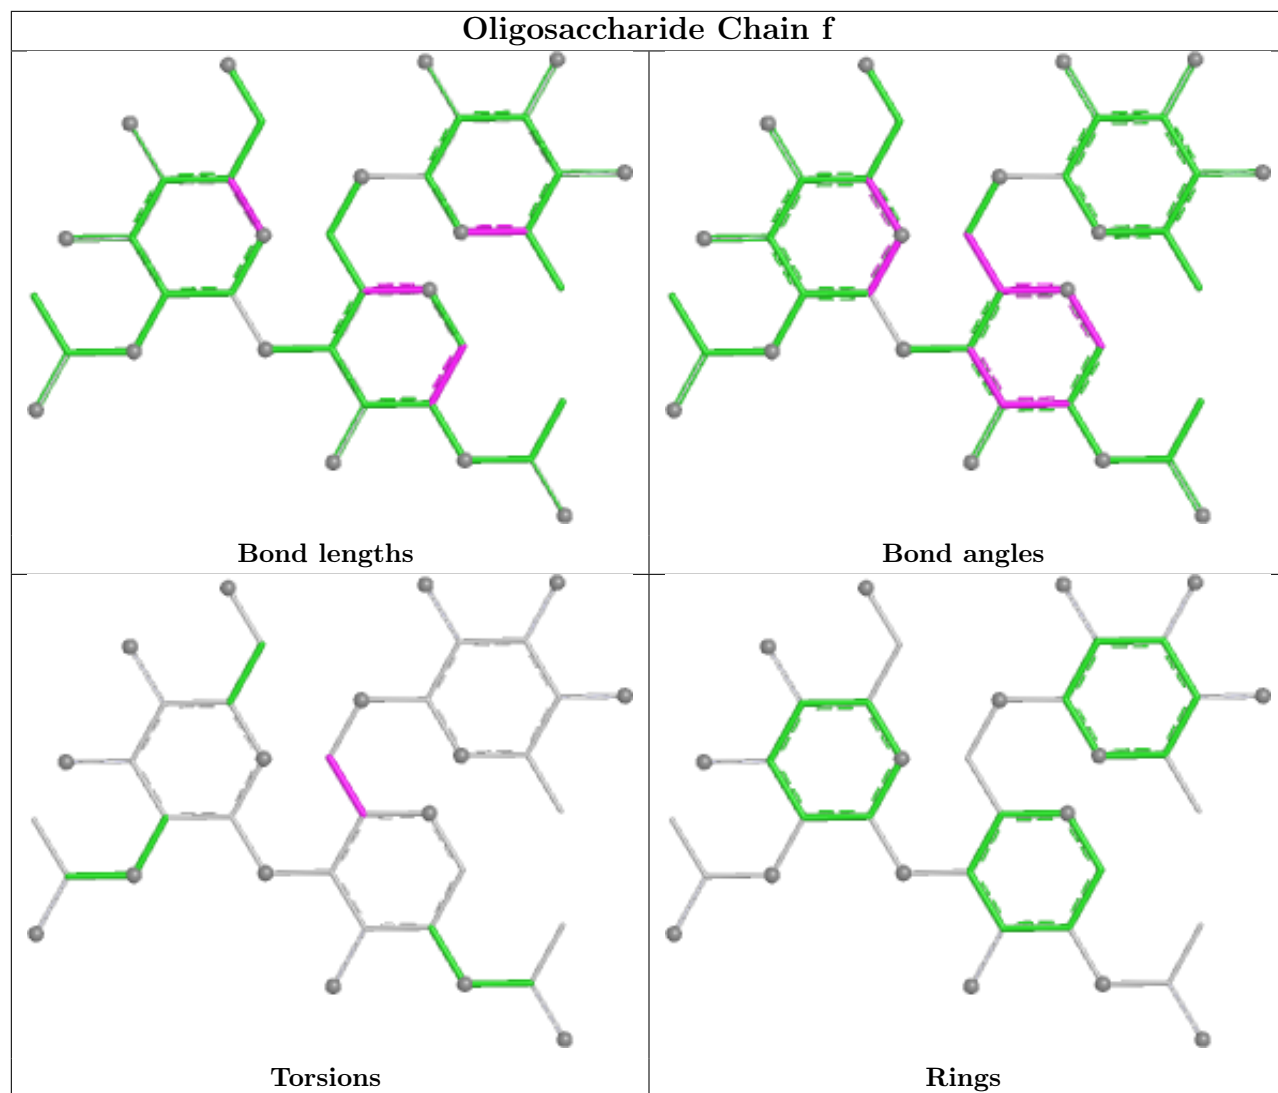 Oligosaccharide Chain f
Bond lengths
Bond angles
Torsions
Rings